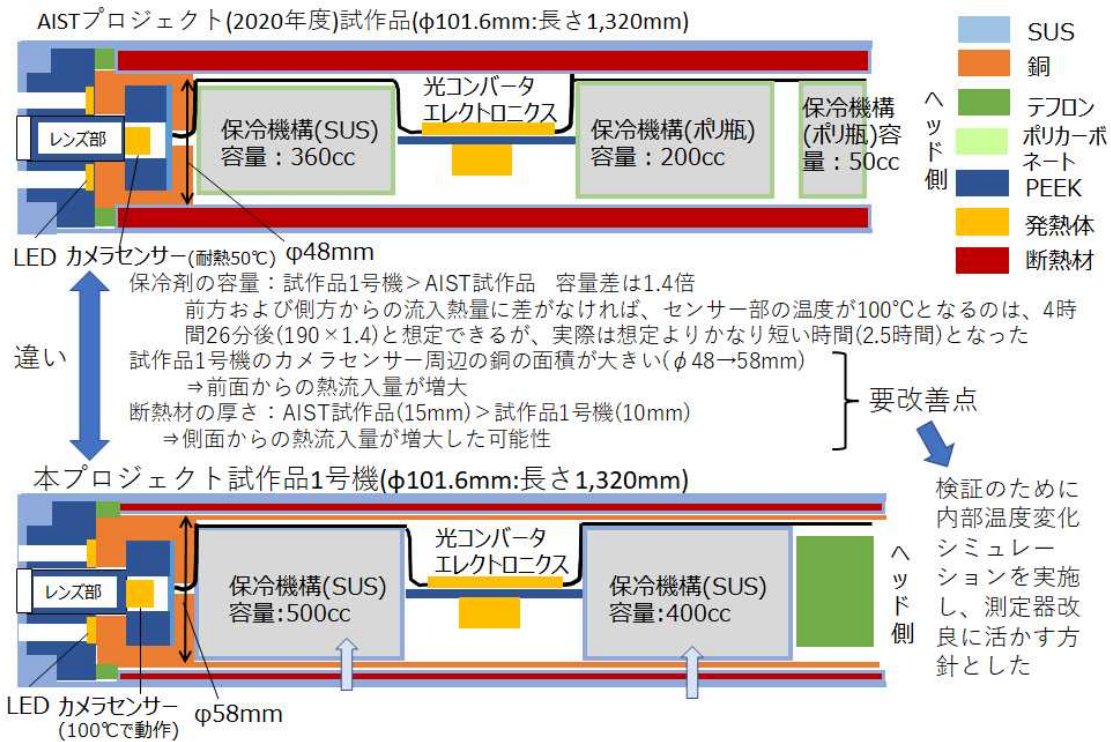 AISTプロジェクト(2020年度)試作品(φ101.6mm:長さ1,320mm)
レンズ部
保冷機構(SUS)
容量：360cc
光コンバータ
エレクトロニクス
保冷機構(ポリ瓶)
容量：200cc
保冷機構
(ポリ瓶)容
量：50cc
ヘッド側
SUS
銅
テフロン
ポリカーボ
ネート
PEEK
発熱体
断熱材
LED カメラセンサー(耐熱50℃) φ48mm
違い
保冷剤の容量：試作品1号機＞AIST試作品　容量差は1.4倍
前方および側方からの流入熱量に差がなければ、センサー部の温度が100℃となるのは、4時
間26分後(190×1.4)と想定できるが、実際は想定よりかなり短い時間(2.5時間)となった
試作品1号機のカメラセンサー周辺の銅の面積が大きい(φ48→58mm)
⇒前面からの熱流入量が増大
断熱材の厚さ：AIST試作品(15mm)＞試作品1号機(10mm)
⇒側面からの熱流入量が増大した可能性
要改善点
検証のために
内部温度変化
シミュレー
ションを実施
し、測定器改
良に活かす方
針とした
本プロジェクト試作品1号機(φ101.6mm:長さ1,320mm)
レンズ部
保冷機構(SUS)
容量:500cc
光コンバータ
エレクトロニクス
保冷機構(SUS)
容量:400cc
ヘッド側
LED カメラセンサー
(100℃で動作)
φ58mm